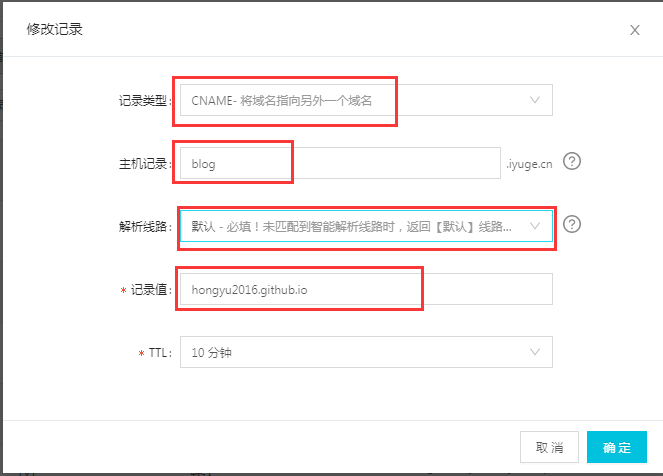 修改记录
记录类型: CNAME- 将域名指向另外一个域名
主机记录: blog .iyuge.cn ?
解析线路: 默认 - 必填！未匹配到智能解析线路时，返回【默认】线路... ?
* 记录值: hongyu2016.github.io
* TTL: 10 分钟
取 消 确 定